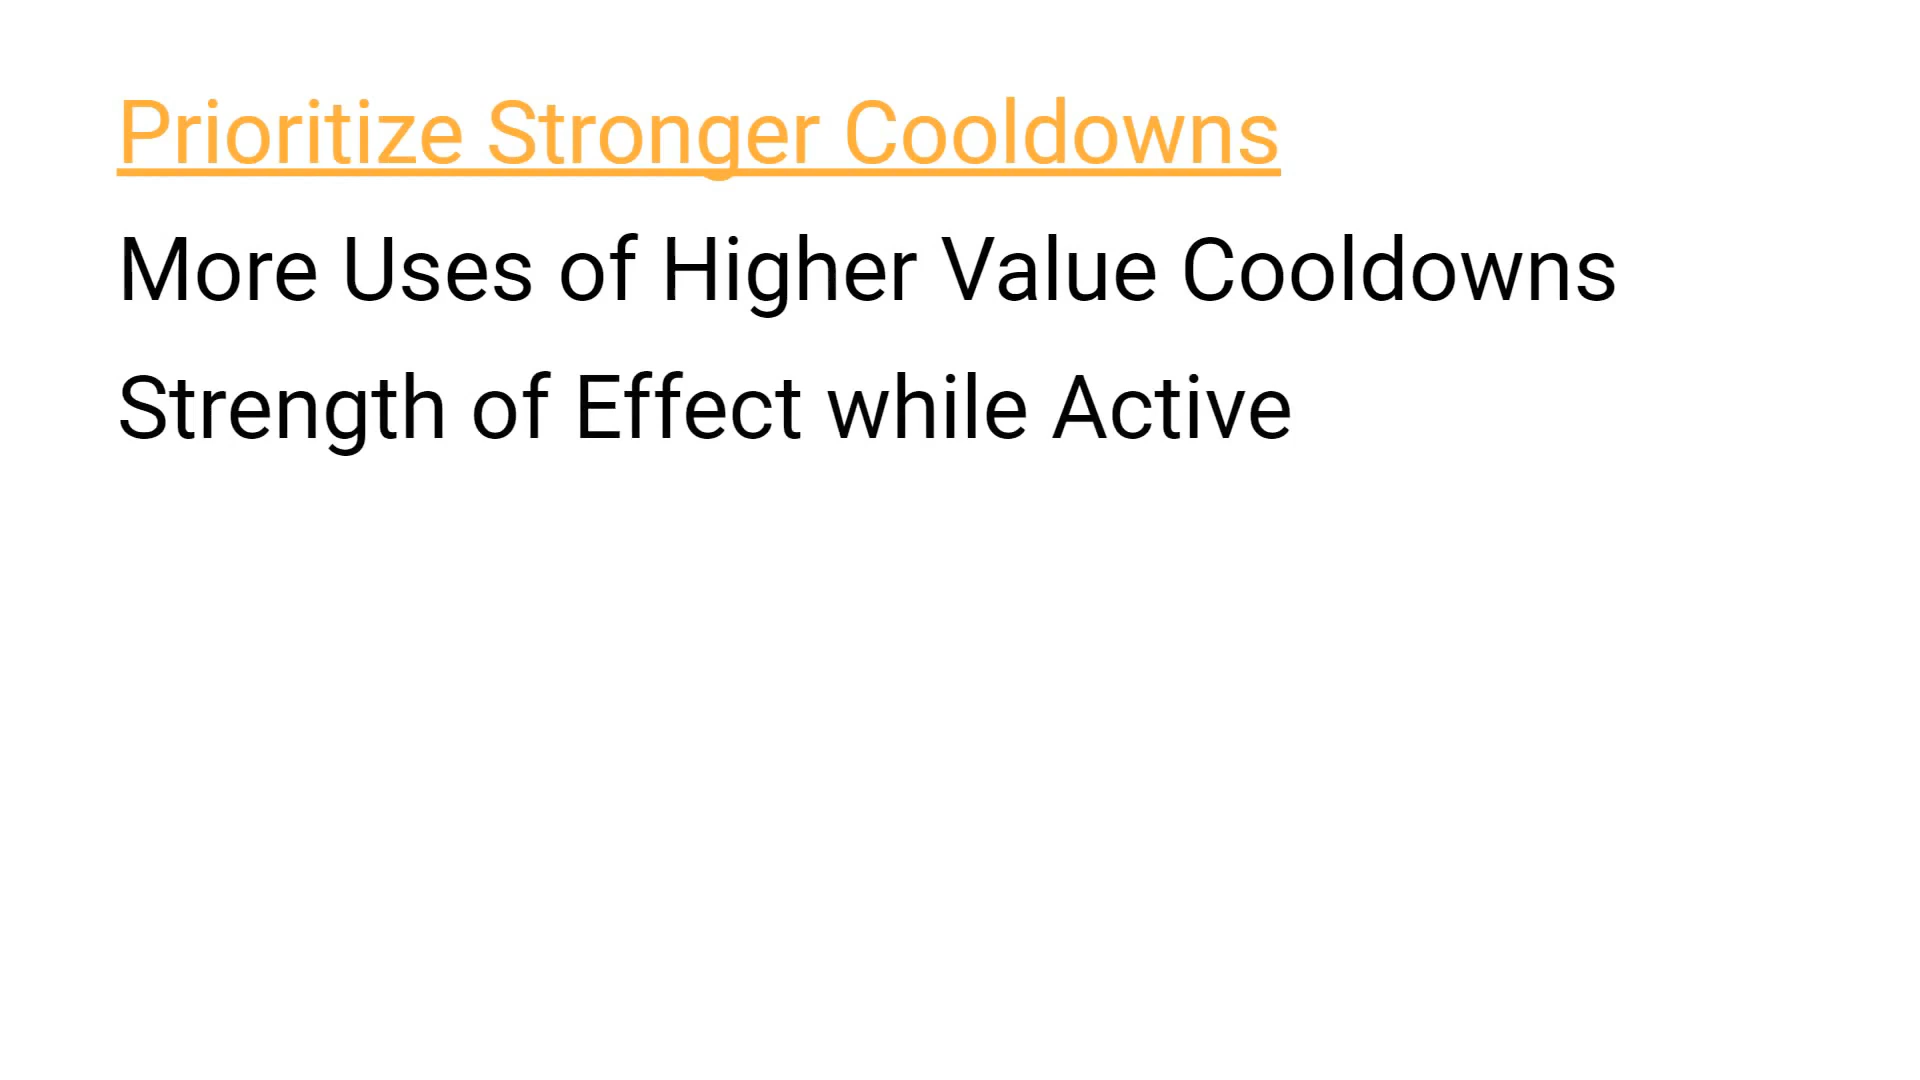 Prioritize Stronger Cooldowns
More Uses of Higher Value Cooldowns
Strength of Effect while Active